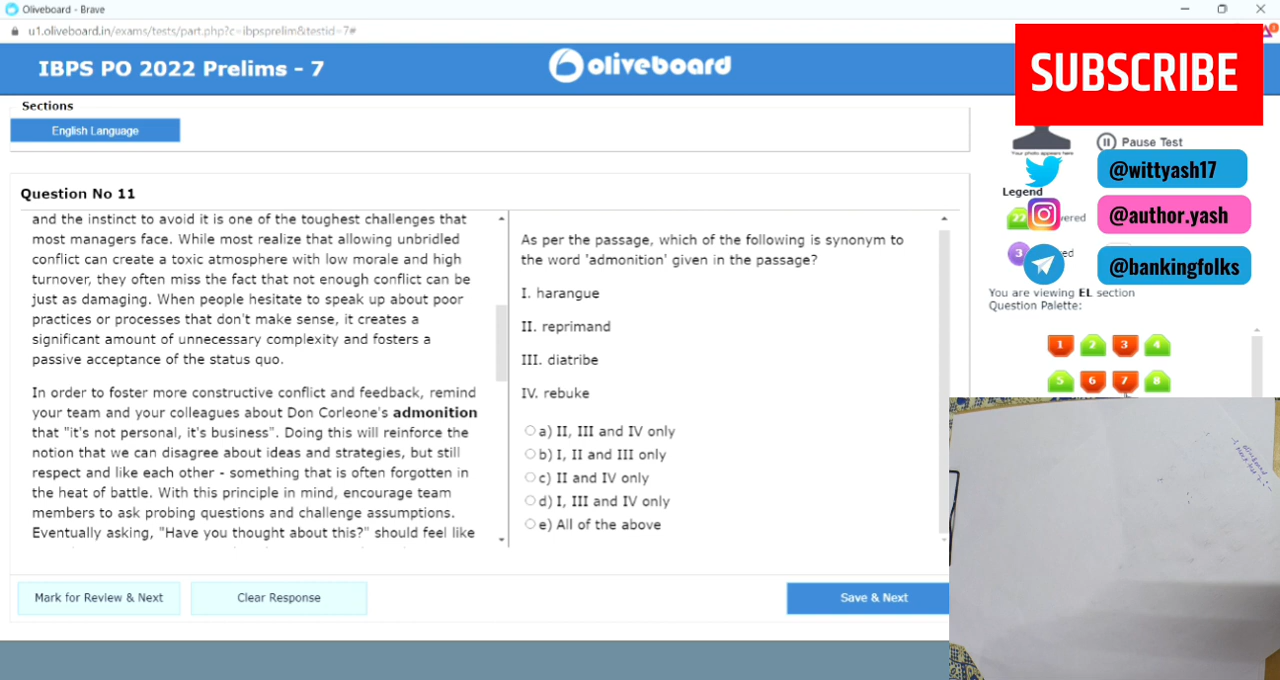 Oliveboard - Brave
u1.oliveboard.in/exams/tests/part.php?c=ibpsprelim&testid=7#
IBPS PO 2022 Prelims - 7
oliveboard
SUBSCRIBE
Sections
English Language
Your photo appears here
Pause Test
@wittyash17
Legend
22
@author.yash
3
@bankingfolks
You are viewing EL section
Question Palette:
1 2 3 4
5 6 7 8
Question No 11
and the instinct to avoid it is one of the toughest challenges that
most managers face. While most realize that allowing unbridled
conflict can create a toxic atmosphere with low morale and high
turnover, they often miss the fact that not enough conflict can be
just as damaging. When people hesitate to speak up about poor
practices or processes that don't make sense, it creates a
significant amount of unnecessary complexity and fosters a
passive acceptance of the status quo.
In order to foster more constructive conflict and feedback, remind
your team and your colleagues about Don Corleone's admonition
that "it's not personal, it's business". Doing this will reinforce the
notion that we can disagree about ideas and strategies, but still
respect and like each other - something that is often forgotten in
the heat of battle. With this principle in mind, encourage team
members to ask probing questions and challenge assumptions.
Eventually asking, "Have you thought about this?" should feel like
As per the passage, which of the following is synonym to
the word 'admonition' given in the passage?
I. harangue
II. reprimand
III. diatribe
IV. rebuke
a) II, III and IV only
b) I, II and III only
c) II and IV only
d) I, III and IV only
e) All of the above
Mark for Review & Next
Clear Response
Save & Next